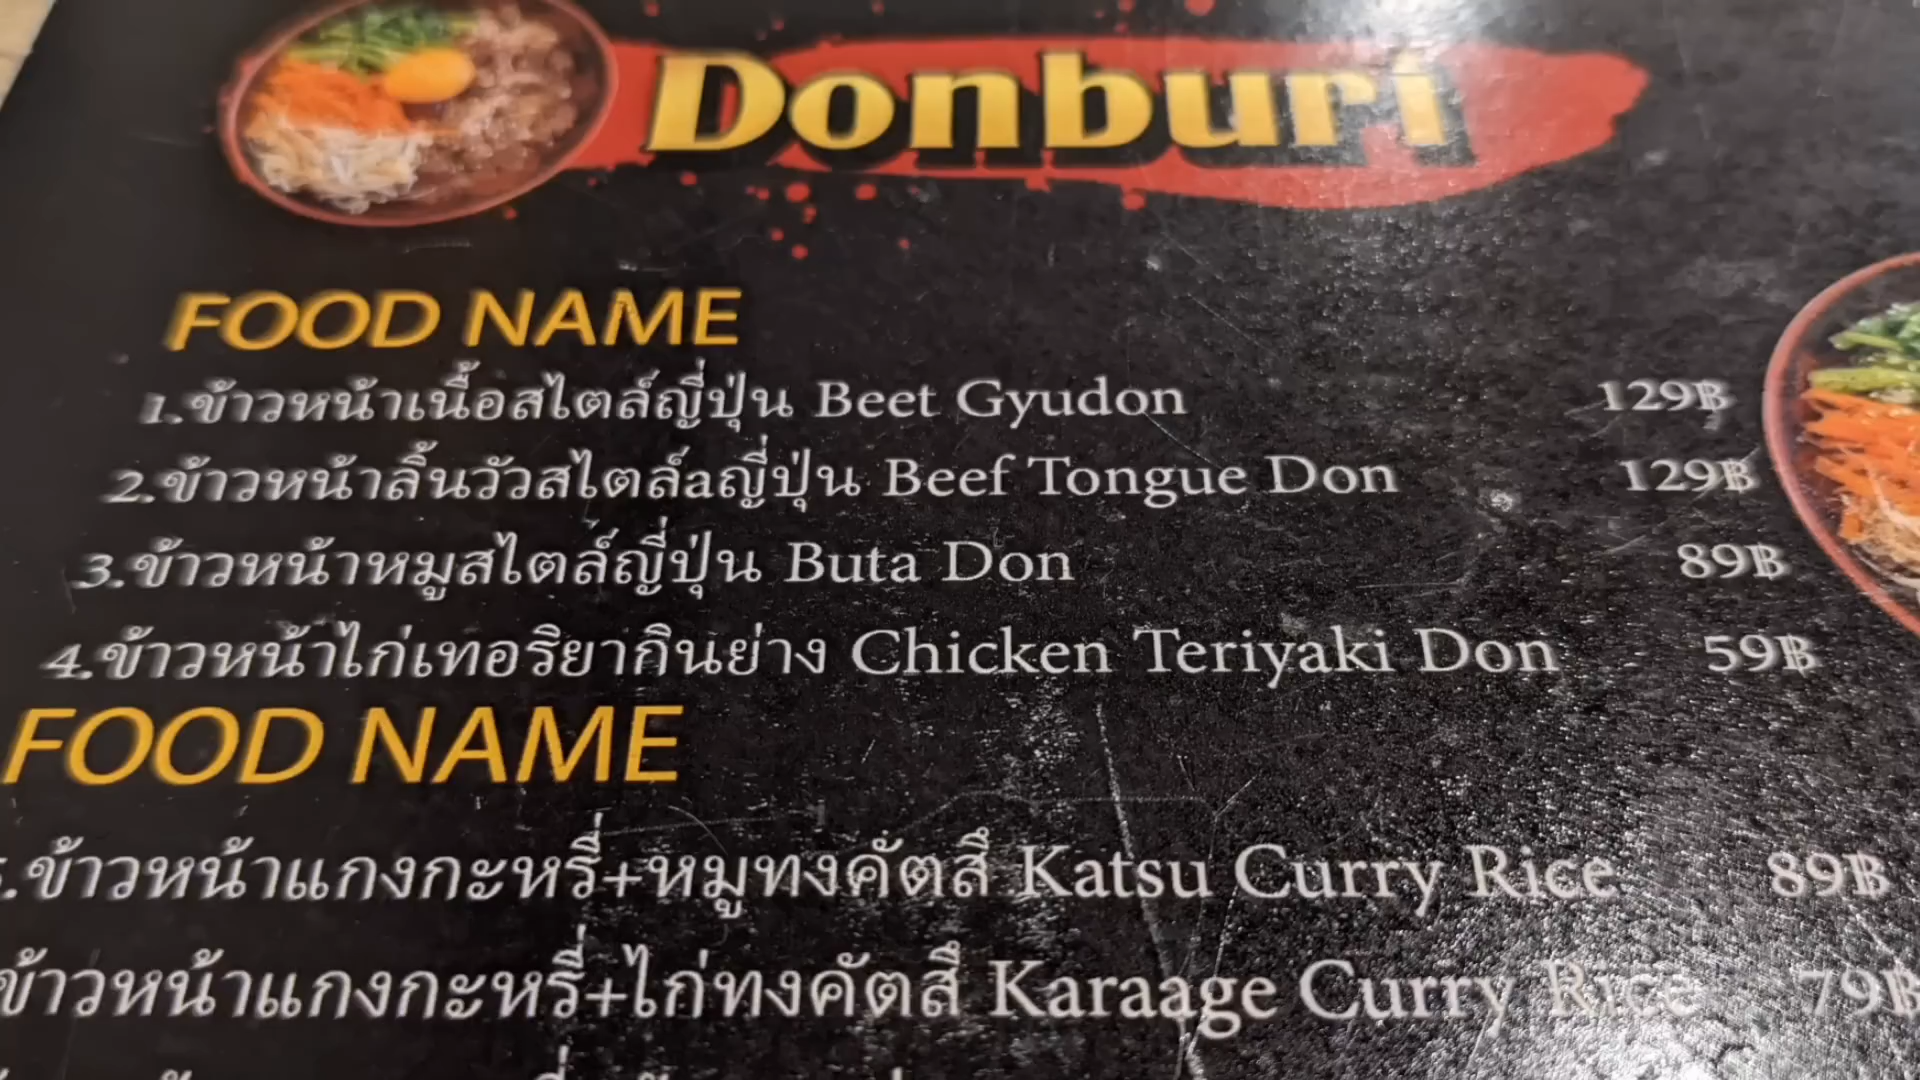 Donburi
FOOD NAME
1.ข้าวหน้าเนื้อสไตล์ญี่ปุ่น Beet Gyudon 129฿
2.ข้าวหน้าลิ้นวัวสไตล์aญี่ปุ่น Beef Tongue Don 129฿
3.ข้าวหน้าหมูสไตล์ญี่ปุ่น Buta Don 89฿
4.ข้าวหน้าไก่เทอริยากินย่าง Chicken Teriyaki Don 59฿
FOOD NAME
.ข้าวหน้าแกงกะหรี่+หมูทงคัตสึ Katsu Curry Rice 89฿
ข้าวหน้าแกงกะหรี่+ไก่ทงคัตสึ Karaage Curry Rice 79฿